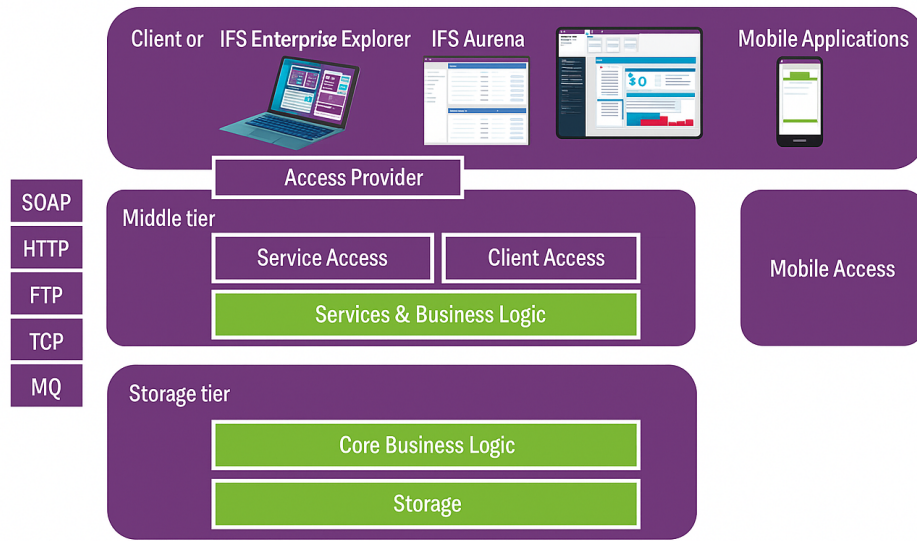 Client or IFS Enterprise Explorer IFS Aurena Mobile Applications
$0
Access Provider
SOAP
HTTP
FTP
TCP
MQ
Middle tier
Service Access Client Access
Services & Business Logic
Mobile Access
Storage tier
Core Business Logic
Storage